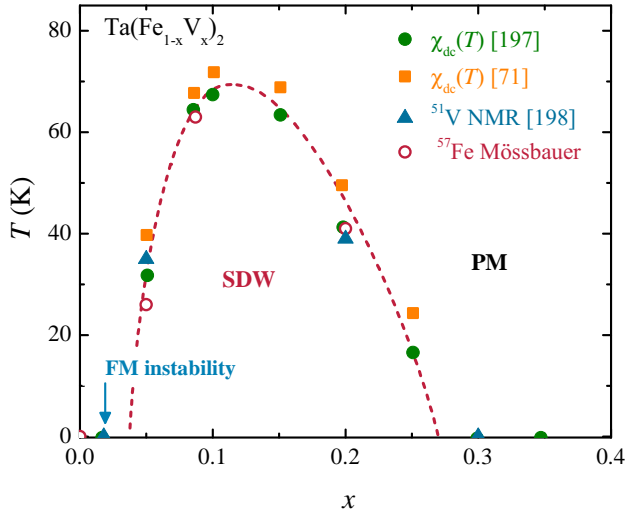 Ta(Fe₁₋ₓVₓ)₂
χdc(T) [197]
χdc(T) [71]
⁵¹V NMR [198]
⁵⁷Fe Mössbauer
80
60
40
20
0
T (K)
SDW
PM
FM instability
0.0
0.1
0.2
0.3
0.4
x